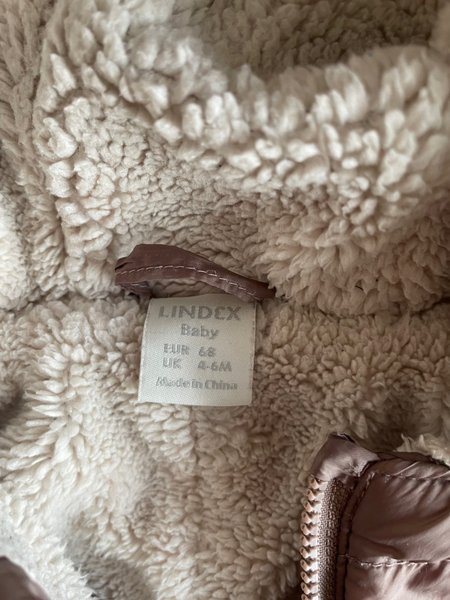 LINDEX
Baby
EUR 68
UK 4-6M
Made in China